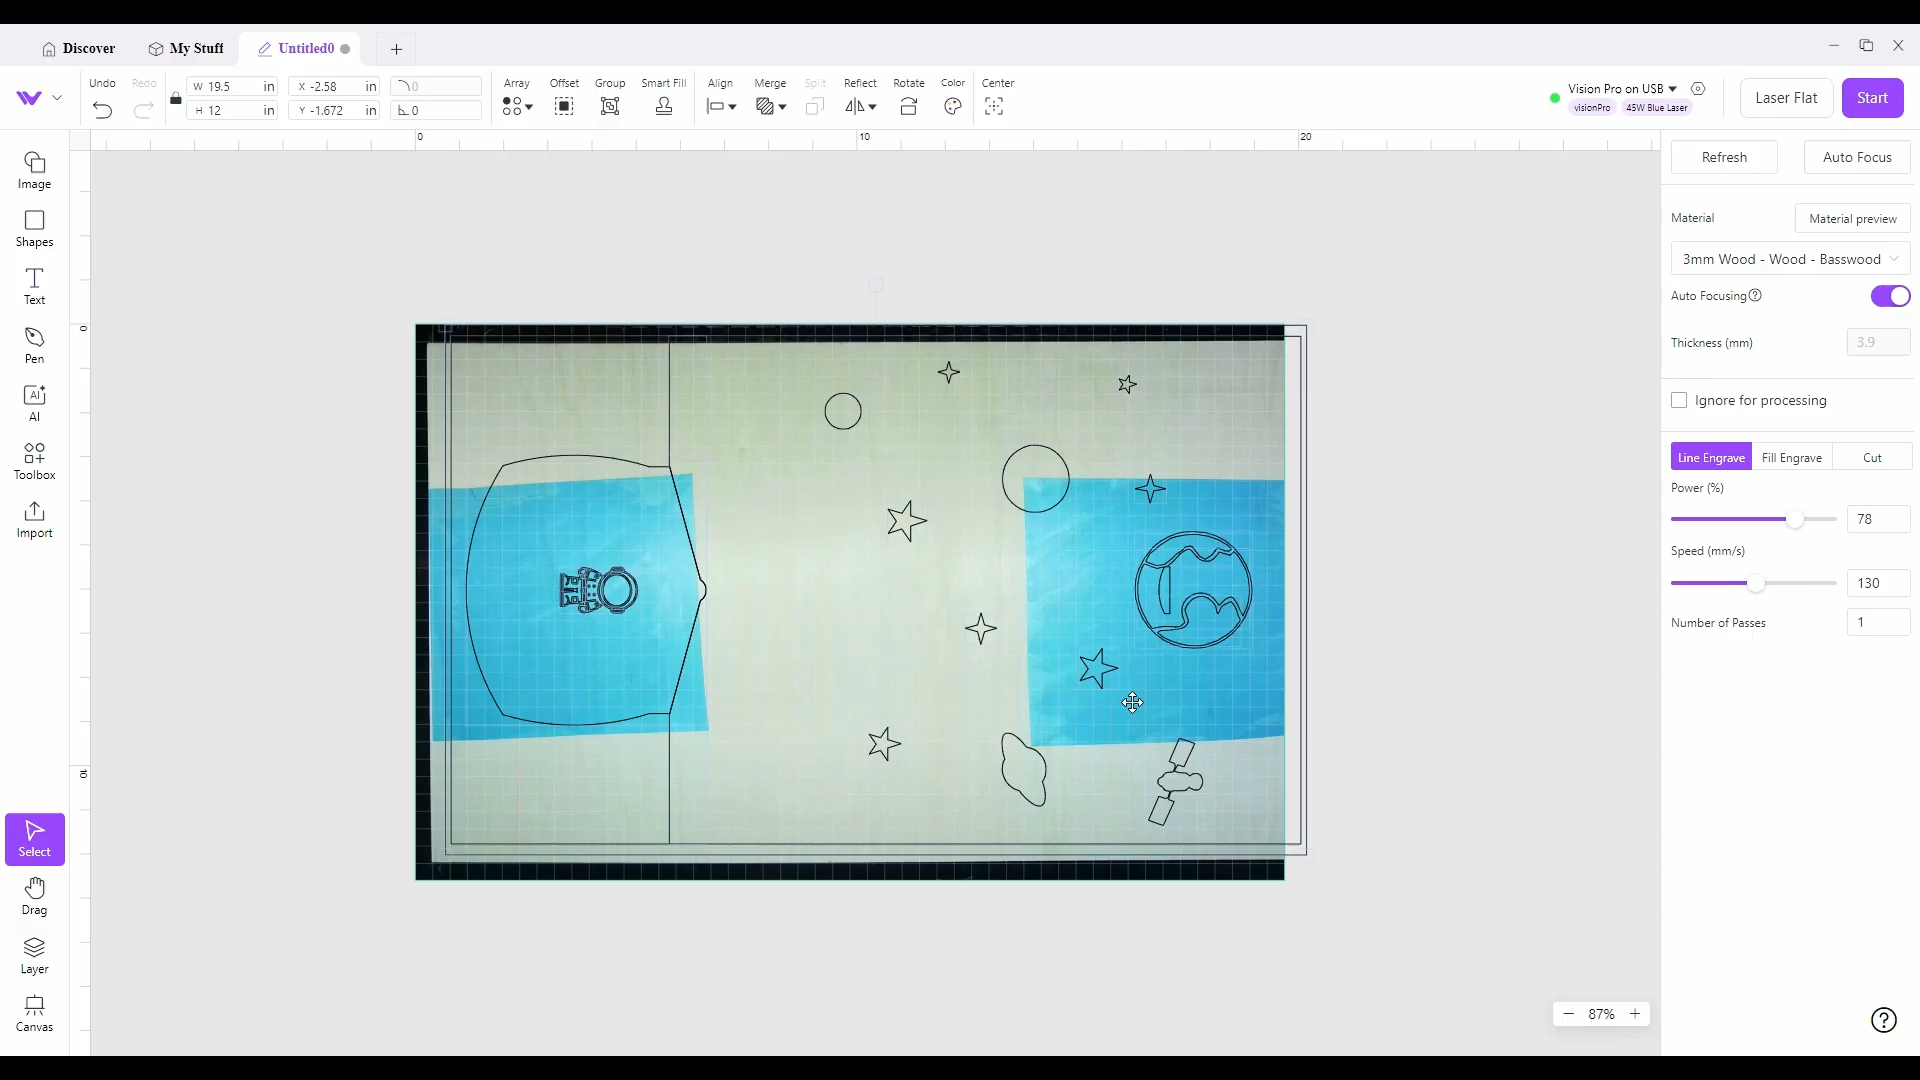 Discover
My Stuff
Untitled0
Undo
Redo
W 19.5 in
H 12 in
X -2.58 in
Y -1.672 in
0
0
Array
Offset
Group
Smart Fill
Align
Merge
Split
Reflect
Rotate
Color
Center
Vision Pro on USB
visionPro
45W Blue Laser
Laser Flat
Start
0
10
20
0
10
Image
Shapes
Text
Pen
AI
AI
Toolbox
Import
Select
Drag
Layer
Canvas
Refresh
Auto Focus
Material
Material preview
3mm Wood - Wood - Basswood
Auto Focusing
Thickness (mm)
3.9
Ignore for processing
Line Engrave
Fill Engrave
Cut
Power (%)
78
Speed (mm/s)
130
Number of Passes
1
87%